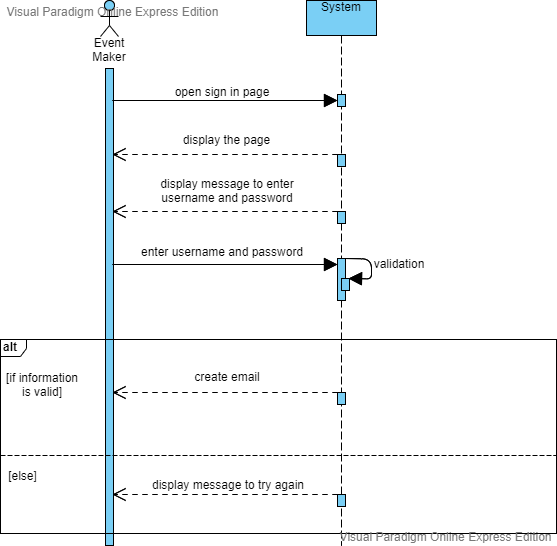 Visual Paradigm Online Express Edition
System
Event
Maker
open sign in page
display the page
display message to enter
username and password
enter username and password
validation
alt
[if information
is valid]
create email
[else]
display message to try again
Visual Paradigm Online Express Edition